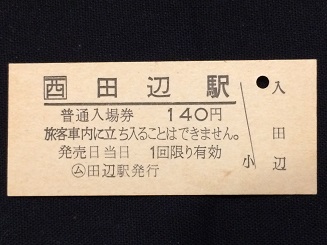 西 田辺駅
普通入場券 140円
旅客車内に立ち入ることはできません。
発売日当日 1回限り有効
ム田辺駅発行
入
田
小 辺